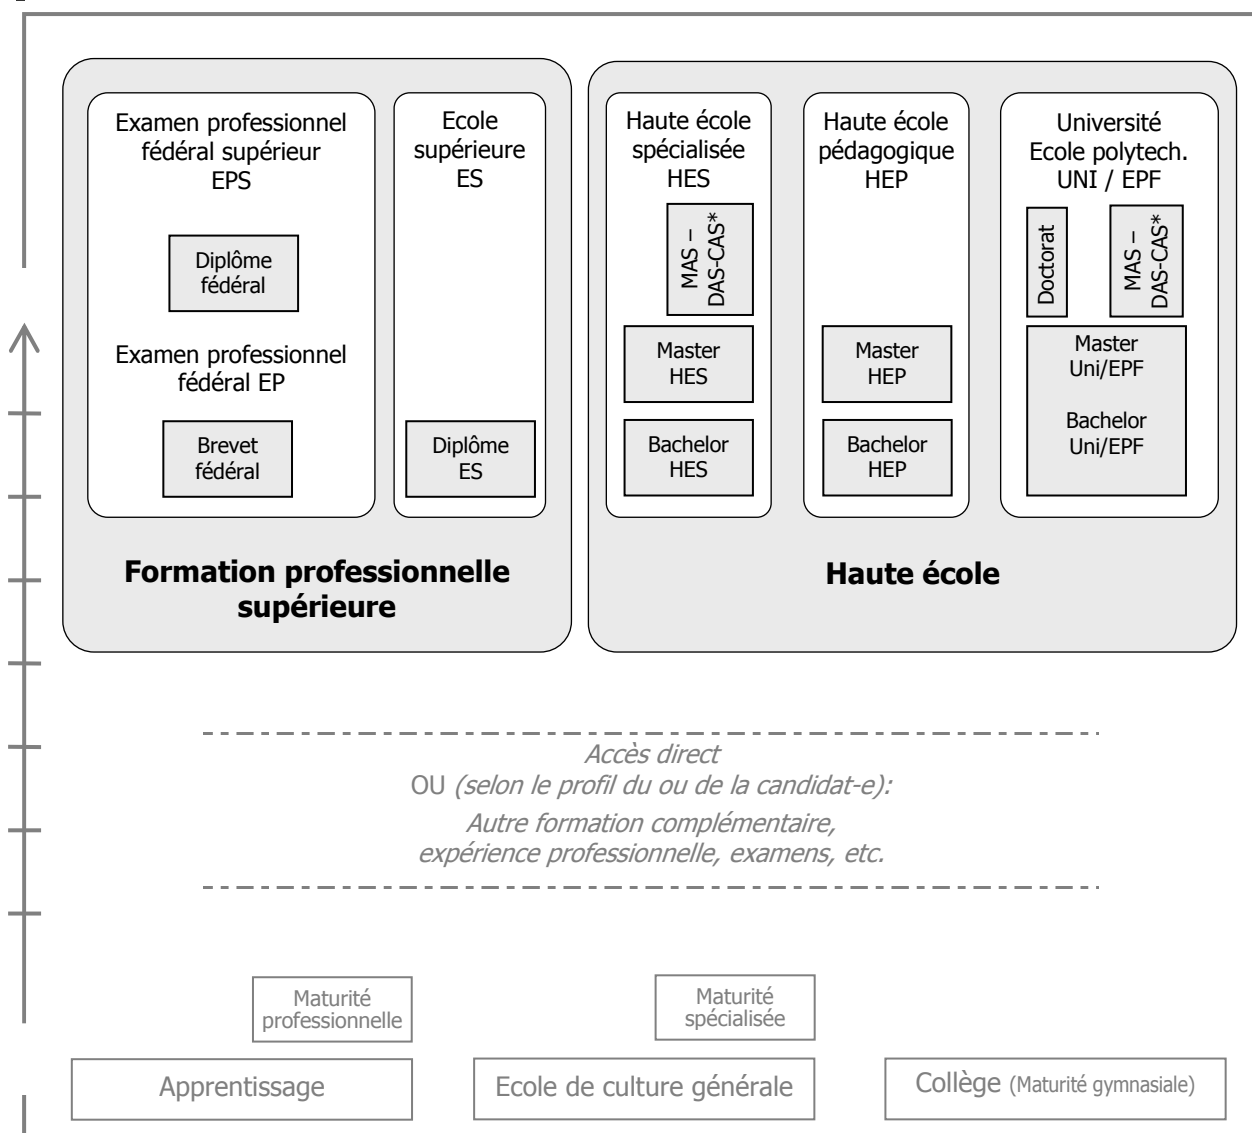 Examen professionnel
fédéral supérieur
EPS
Diplôme
fédéral
Examen professionnel
fédéral EP
Brevet
fédéral
Ecole
supérieure
ES
Diplôme
ES
Formation professionnelle
supérieure
Haute école
spécialisée
HES
MAS –
DAS-CAS*
Master
HES
Bachelor
HES
Haute école
pédagogique
HEP
Master
HEP
Bachelor
HEP
Université
Ecole polytech.
UNI / EPF
Doctorat
MAS –
DAS-CAS*
Master
Uni/EPF
Bachelor
Uni/EPF
Haute école
Accès direct
OU (selon le profil du ou de la candidat-e):
Autre formation complémentaire,
expérience professionnelle, examens, etc.
Maturité
professionnelle
Maturité
spécialisée
Apprentissage
Ecole de culture générale
Collège (Maturité gymnasiale)